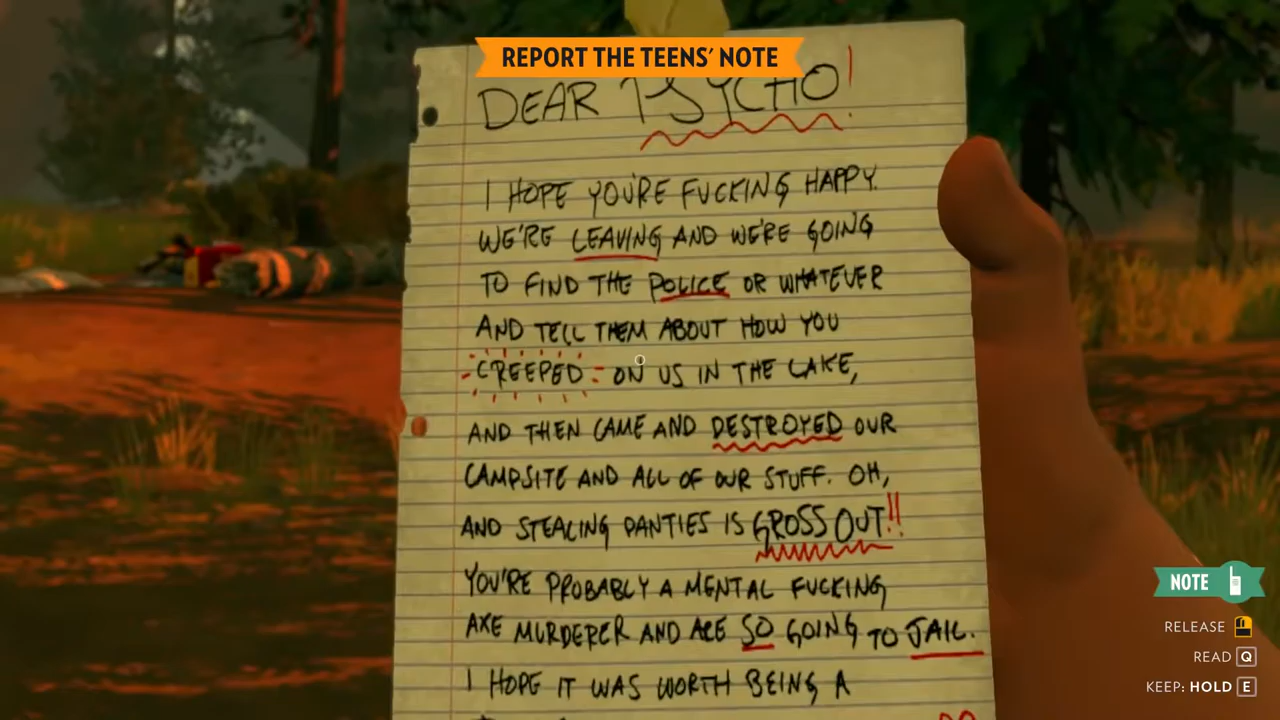 REPORT THE TEENS' NOTE
DEAR PSYCHO!
I HOPE YOU'RE FUCKING HAPPY.
WE'RE LEAVING AND WE'RE GOING
TO FIND THE POLICE OR WHATEVER
AND TELL THEM ABOUT HOW YOU
CREEPED ON US IN THE LAKE,
AND THEN CAME AND DESTROYED OUR
CAMPSITE AND ALL OF OUR STUFF. OH,
AND STEALING PANTIES IS GROSS OUT!!
YOU'RE PROBABLY A MENTAL FUCKING
AXE MURDERER AND ARE SO GOING TO JAIL.
I HOPE IT WAS WORTH BEING A
NOTE
RELEASE
READ Q
KEEP: HOLD E